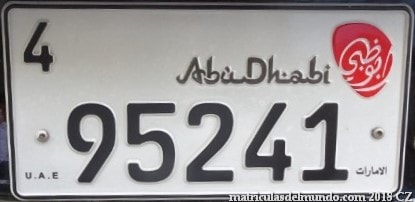 4
AbuDhabi أبوظبي
95241
U.A.E الامارات
matriculasdelmundo.com 2018 CZ